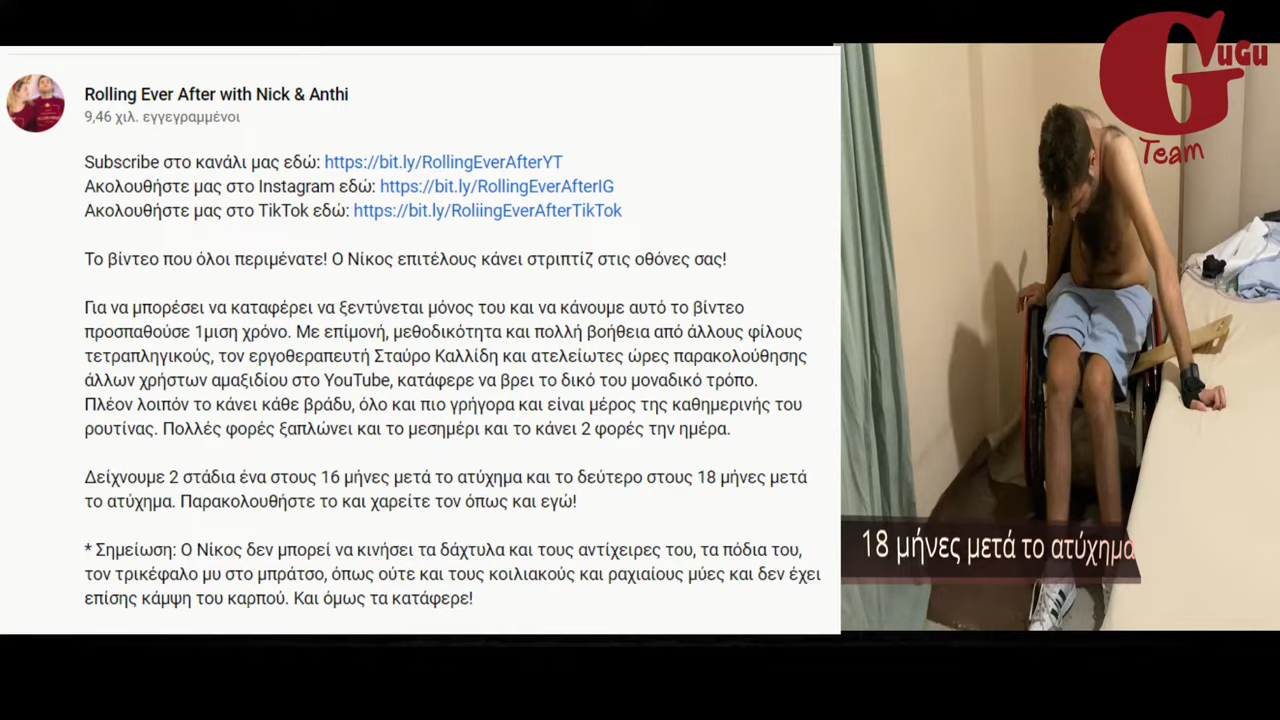 Rolling Ever After with Nick & Anthi
9,46 χιλ. εγγεγραμμένοι
Subscribe στο κανάλι μας εδώ: https://bit.ly/RollingEverAfterYT
Ακολουθήστε μας στο Instagram εδώ: https://bit.ly/RollingEverAfterIG
Ακολουθήστε μας στο TikTok εδώ: https://bit.ly/RoliingEverAfterTikTok
Το βίντεο που όλοι περιμένατε! Ο Νίκος επιτέλους κάνει στριπτίζ στις οθόνες σας!
Για να μπορέσει να καταφέρει να ξεντύνεται μόνος του και να κάνουμε αυτό το βίντεο
προσπαθούσε 1μιση χρόνο. Με επίμονή, μεθοδικότητα και πολλή βοήθεια από άλλους φίλους
τετραπληγικούς, τον εργοθεραπευτή Σταύρο Καλλίδη και ατελείωτες ώρες παρακολούθησης
άλλων χρήστων αμαξιδίου στο YouTube, κατάφερε να βρει το δικό του μοναδικό τρόπο.
Πλέον λοιπόν το κάνει κάθε βράδυ, όλο και πιο γρήγορα και είναι μέρος της καθημερινής του
ρουτίνας. Πολλές φορές ξαπλώνει και το μεσημέρι και το κάνει 2 φορές την ημέρα.
Δείχνουμε 2 στάδια ένα στους 16 μήνες μετά το ατύχημα και το δεύτερο στους 18 μήνες μετά
το ατύχημα. Παρακολουθήστε το και χαρείτε τον όπως και εγώ!
* Σημείωση: Ο Νίκος δεν μπορεί να κινήσει τα δάχτυλα και τους αντίχειρες του, τα πόδια του,
τον τρικέφαλο μυ στο μπράτσο, όπως ούτε και τους κοιλιακούς και ραχιαίους μύες και δεν έχει
επίσης κάμψη του καρπού. Και όμως τα κατάφερε!
GuGu
Team
18 μήνες μετά το ατύχημα